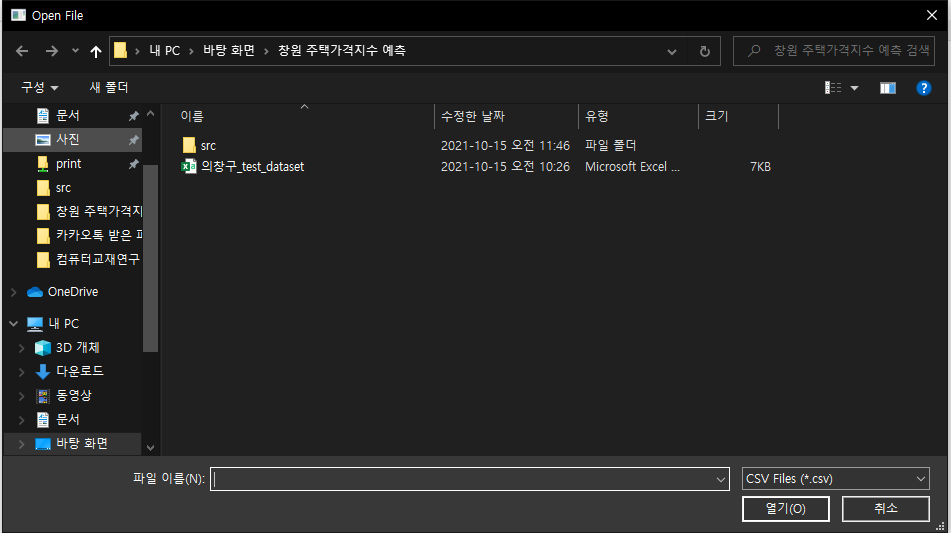 Open File
내 PC > 바탕 화면 > 창원 주택가격지수 예측
창원 주택가격지수 예측 검색
구성
새 폴더
문서
사진
print
src
창원 주택가격지
카카오톡 받은 파
컴퓨터교재연구
OneDrive
내 PC
3D 개체
다운로드
동영상
문서
바탕 화면
이름 수정한 날짜 유형 크기
src 2021-10-15 오전 11:46 파일 폴더
의창구_test_dataset 2021-10-15 오전 10:26 Microsoft Excel ... 7KB
파일 이름(N):
CSV Files (*.csv)
열기(O) 취소